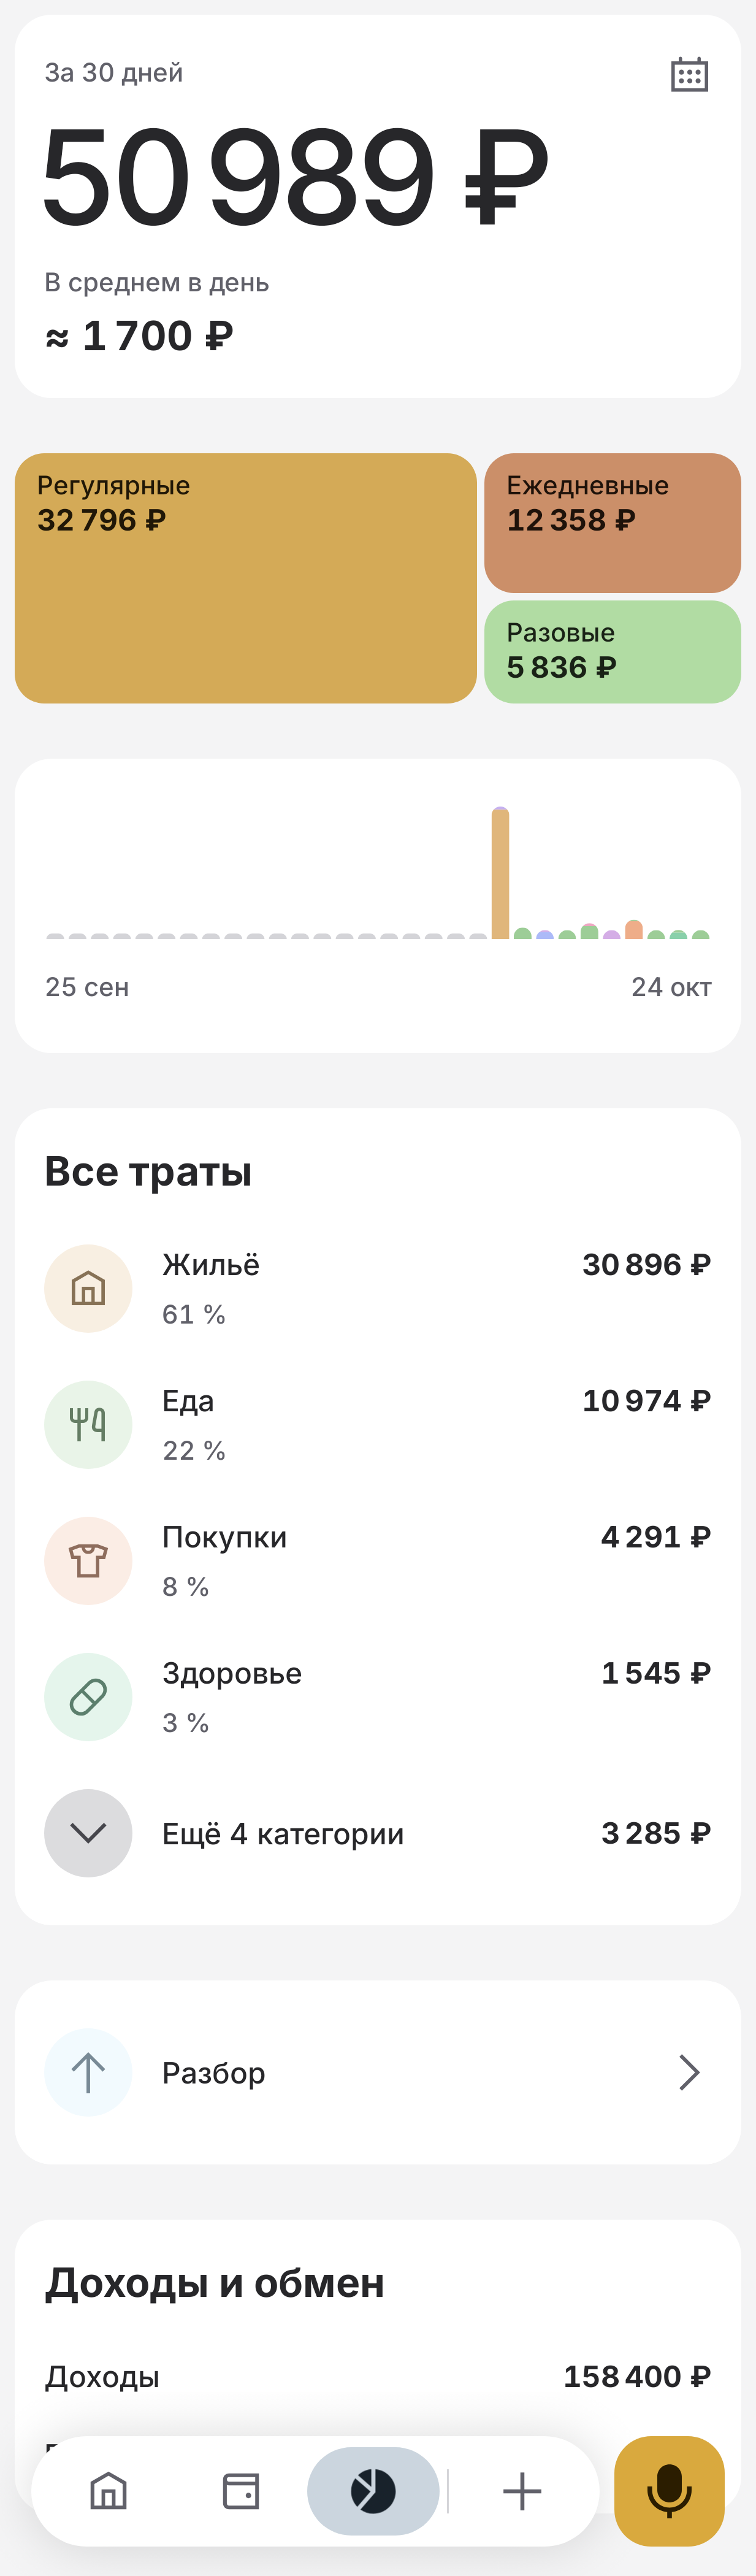 За 30 дней
50 989 ₽
В среднем в день
≈ 1 700 ₽
Регулярные
32 796 ₽
Ежедневные
12 358 ₽
Разовые
5 836 ₽
25 сен
24 окт
Все траты
Жильё
30 896 ₽
61 %
Еда
10 974 ₽
22 %
Покупки
4 291 ₽
8 %
Здоровье
1 545 ₽
3 %
Ещё 4 категории
3 285 ₽
Разбор
Доходы и обмен
Доходы
158 400 ₽